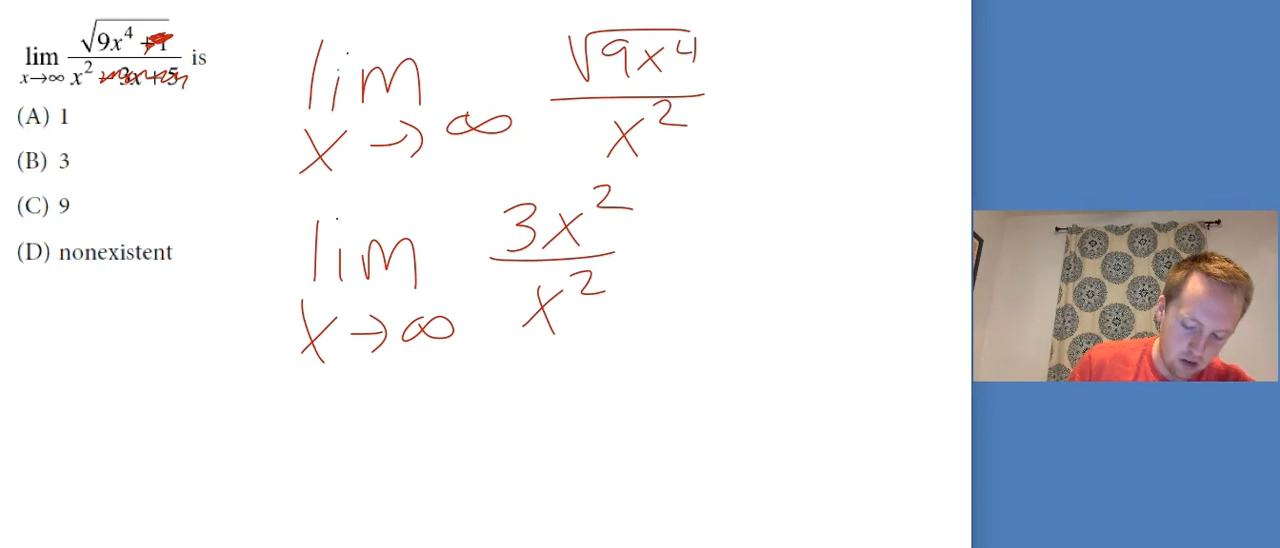 lim x→∞ √(9x⁴ + 1) / (x² − 3x + 5) is
(A) 1
(B) 3
(C) 9
(D) nonexistent
lim x→∞ √(9x⁴) / x²
lim x→∞ 3x² / x²